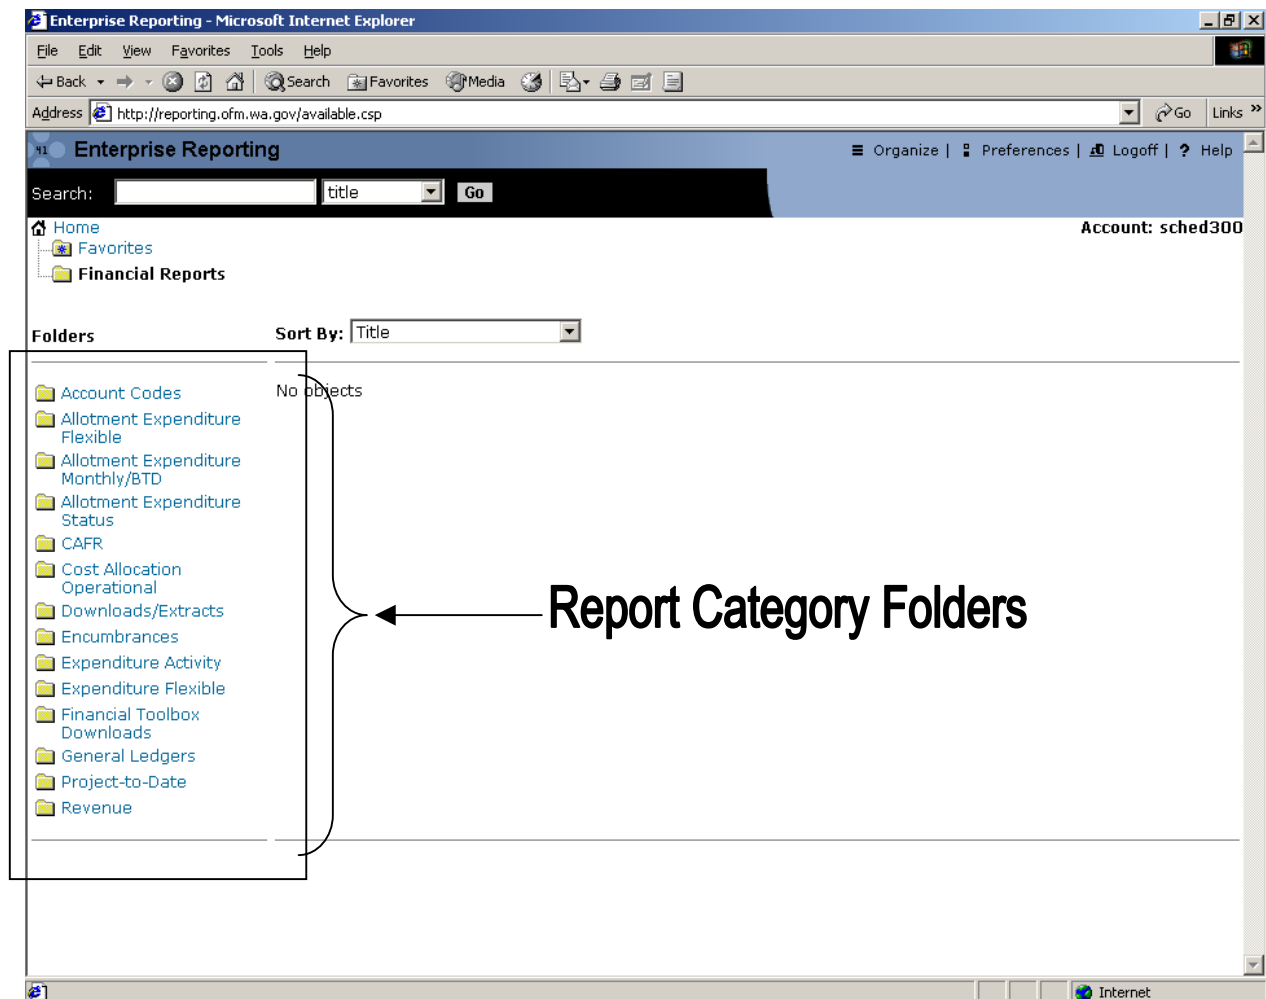 Enterprise Reporting - Microsoft Internet Explorer
File Edit View Favorites Tools Help
Back Search Favorites Media
Address http://reporting.ofm.wa.gov/available.csp Go Links »
41 Enterprise Reporting Organize | Preferences | Logoff | ? Help
Search: title Go
Home Account: sched300
Favorites
Financial Reports
Folders Sort By: Title
Account Codes No objects
Allotment Expenditure
Flexible
Allotment Expenditure
Monthly/BTD
Allotment Expenditure
Status
CAFR
Cost Allocation
Operational
Downloads/Extracts
Report Category Folders
Encumbrances
Expenditure Activity
Expenditure Flexible
Financial Toolbox
Downloads
General Ledgers
Project-to-Date
Revenue
Internet